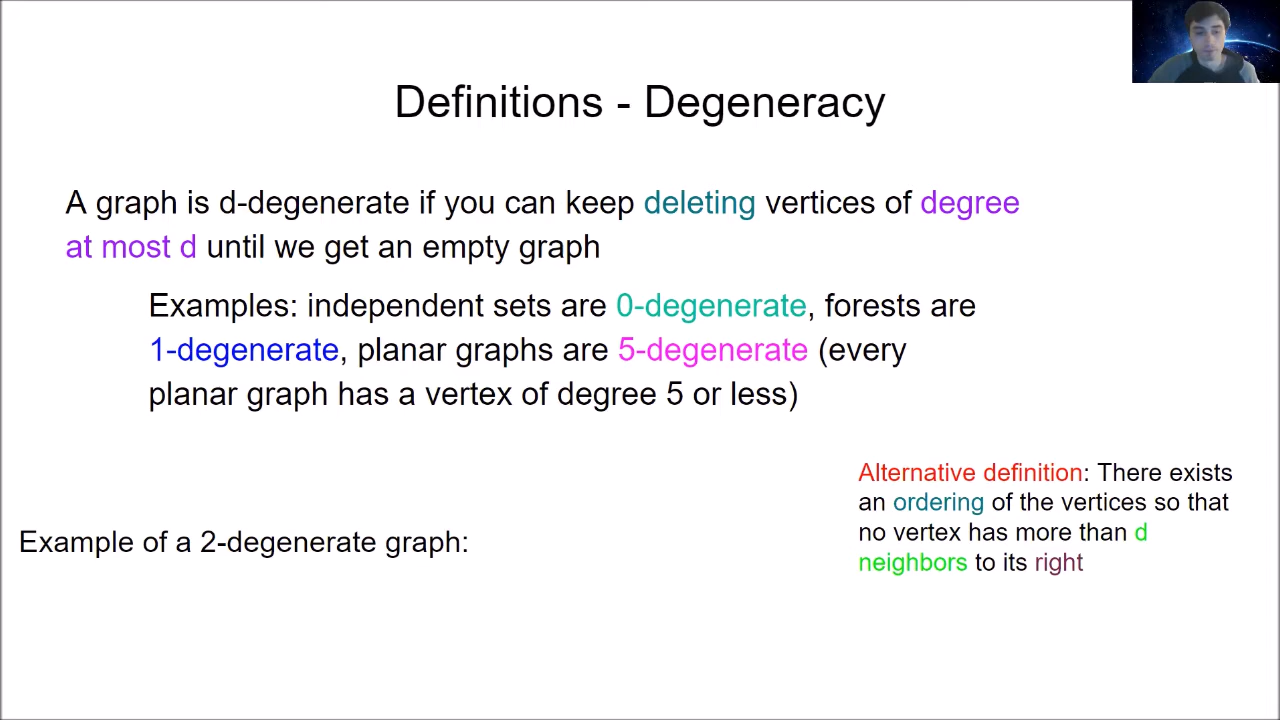 Definitions - Degeneracy
A graph is d-degenerate if you can keep deleting vertices of degree
at most d until we get an empty graph
Examples: independent sets are 0-degenerate, forests are
1-degenerate, planar graphs are 5-degenerate (every
planar graph has a vertex of degree 5 or less)
Example of a 2-degenerate graph:
Alternative definition: There exists
an ordering of the vertices so that
no vertex has more than d
neighbors to its right